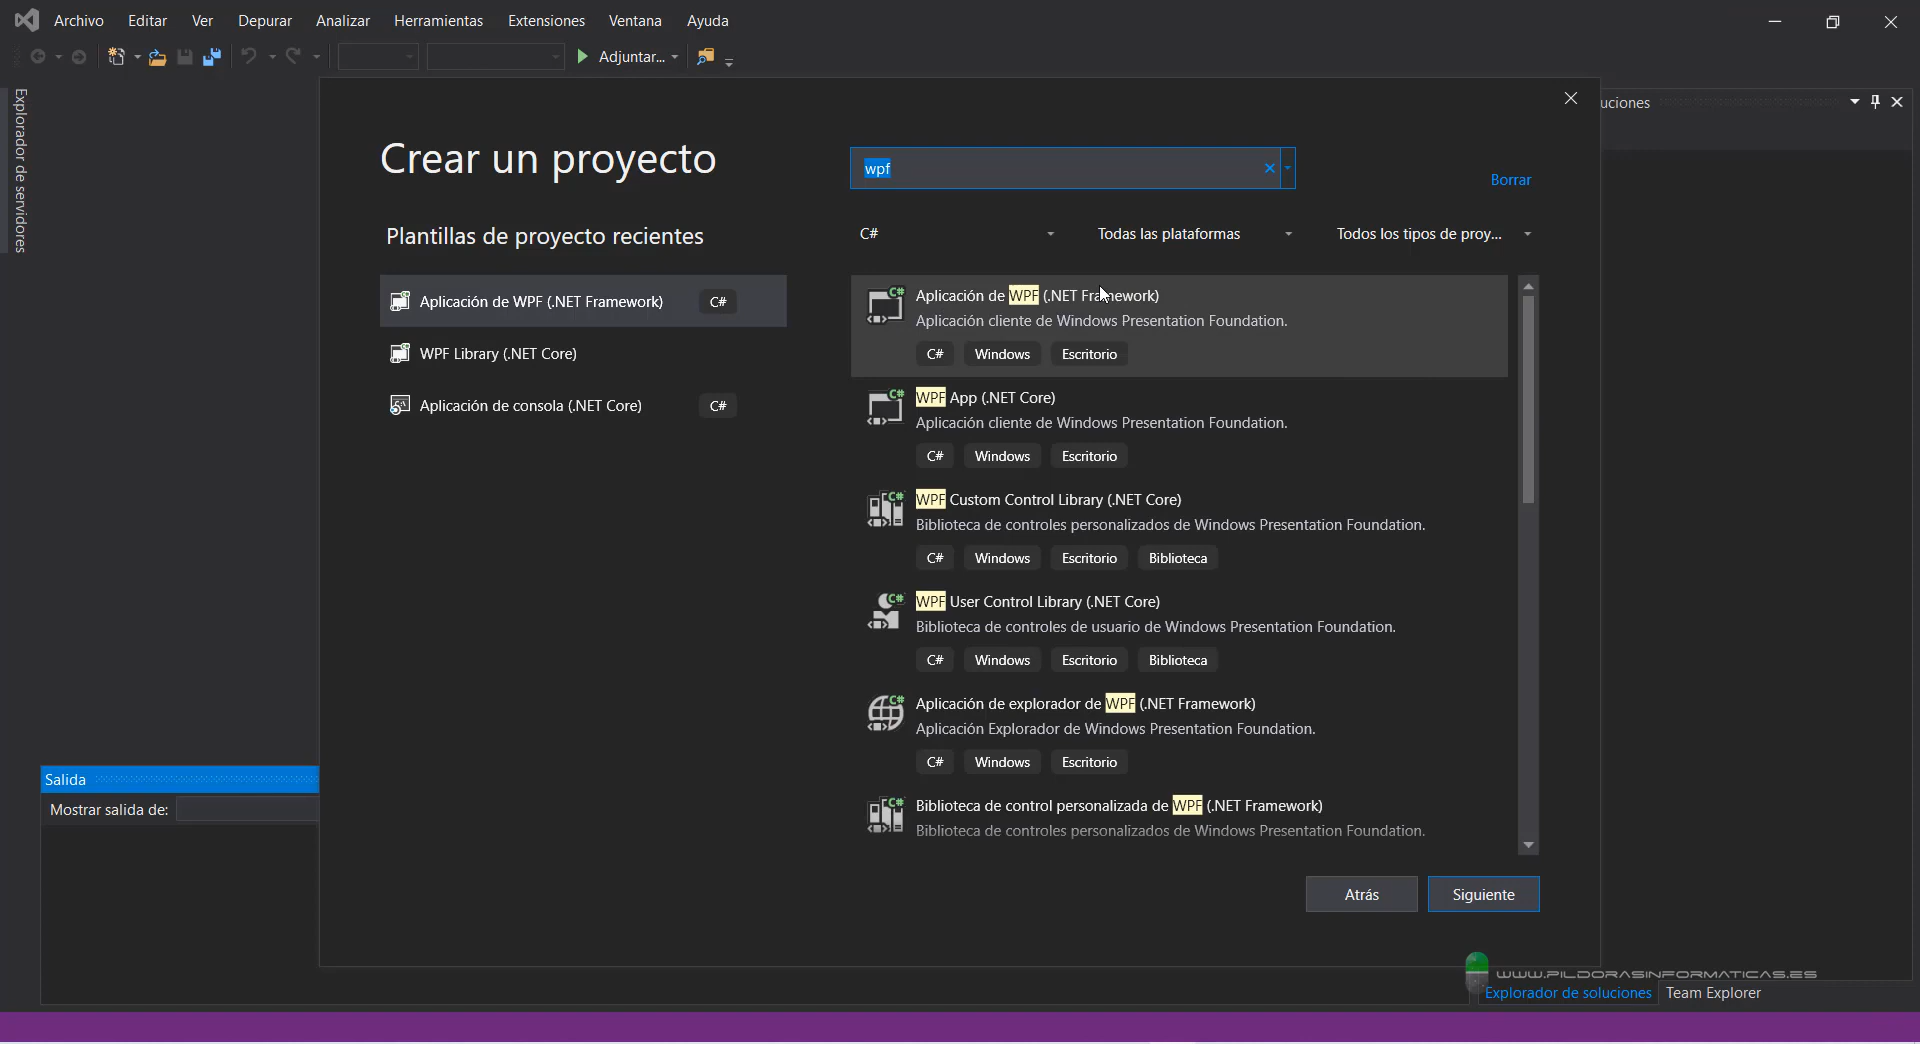 Archivo Editar Ver Depurar Analizar Herramientas Extensiones Ventana Ayuda
Adjuntar...
Explorador de servidores
uciones
Crear un proyecto
wpf
Borrar
Plantillas de proyecto recientes
C# Todas las plataformas Todos los tipos de proy...
Aplicación de WPF (.NET Framework) C#
WPF Library (.NET Core)
Aplicación de consola (.NET Core) C#
Aplicación de WPF (.NET Framework)
Aplicación cliente de Windows Presentation Foundation.
C# Windows Escritorio
WPF App (.NET Core)
Aplicación cliente de Windows Presentation Foundation.
C# Windows Escritorio
WPF Custom Control Library (.NET Core)
Biblioteca de controles personalizados de Windows Presentation Foundation.
C# Windows Escritorio Biblioteca
WPF User Control Library (.NET Core)
Biblioteca de controles de usuario de Windows Presentation Foundation.
C# Windows Escritorio Biblioteca
Aplicación de explorador de WPF (.NET Framework)
Aplicación Explorador de Windows Presentation Foundation.
C# Windows Escritorio
Biblioteca de control personalizada de WPF (.NET Framework)
Biblioteca de controles personalizados de Windows Presentation Foundation.
Salida
Mostrar salida de:
Atrás Siguiente
WWW.PILDORASINFORMATICAS.ES
Explorador de soluciones Team Explorer